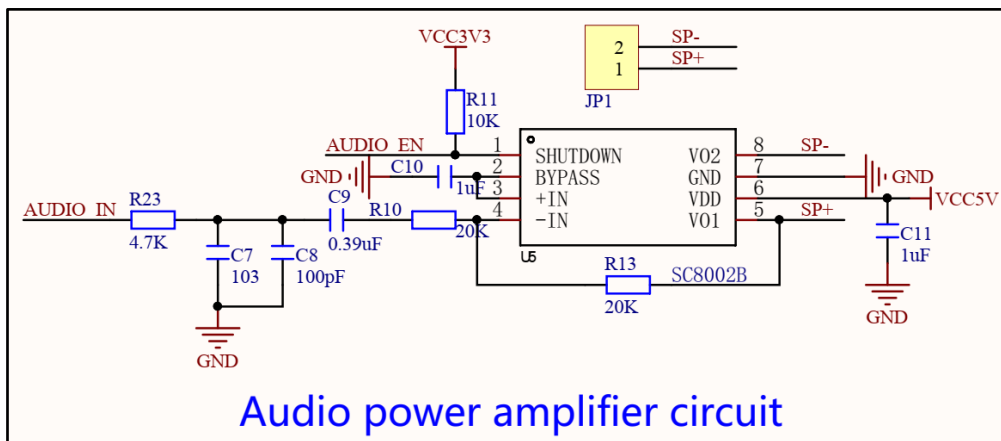 VCC3V3
SP-
2
1
SP+
JP1
R11
10K
AUDIO_EN
1
SHUTDOWN
VO2
8
SP-
C10
GND
2
BYPASS
GND
7
GND
1uF
3
+IN
VDD
6
VCC5V
AUDIO_IN
R23
C9
R10
4
-IN
VO1
5
SP+
4.7K
0.39uF
20K
C7
103
C8
100pF
U5
R13
SC8002B
20K
C11
1uF
GND
GND
Audio power amplifier circuit